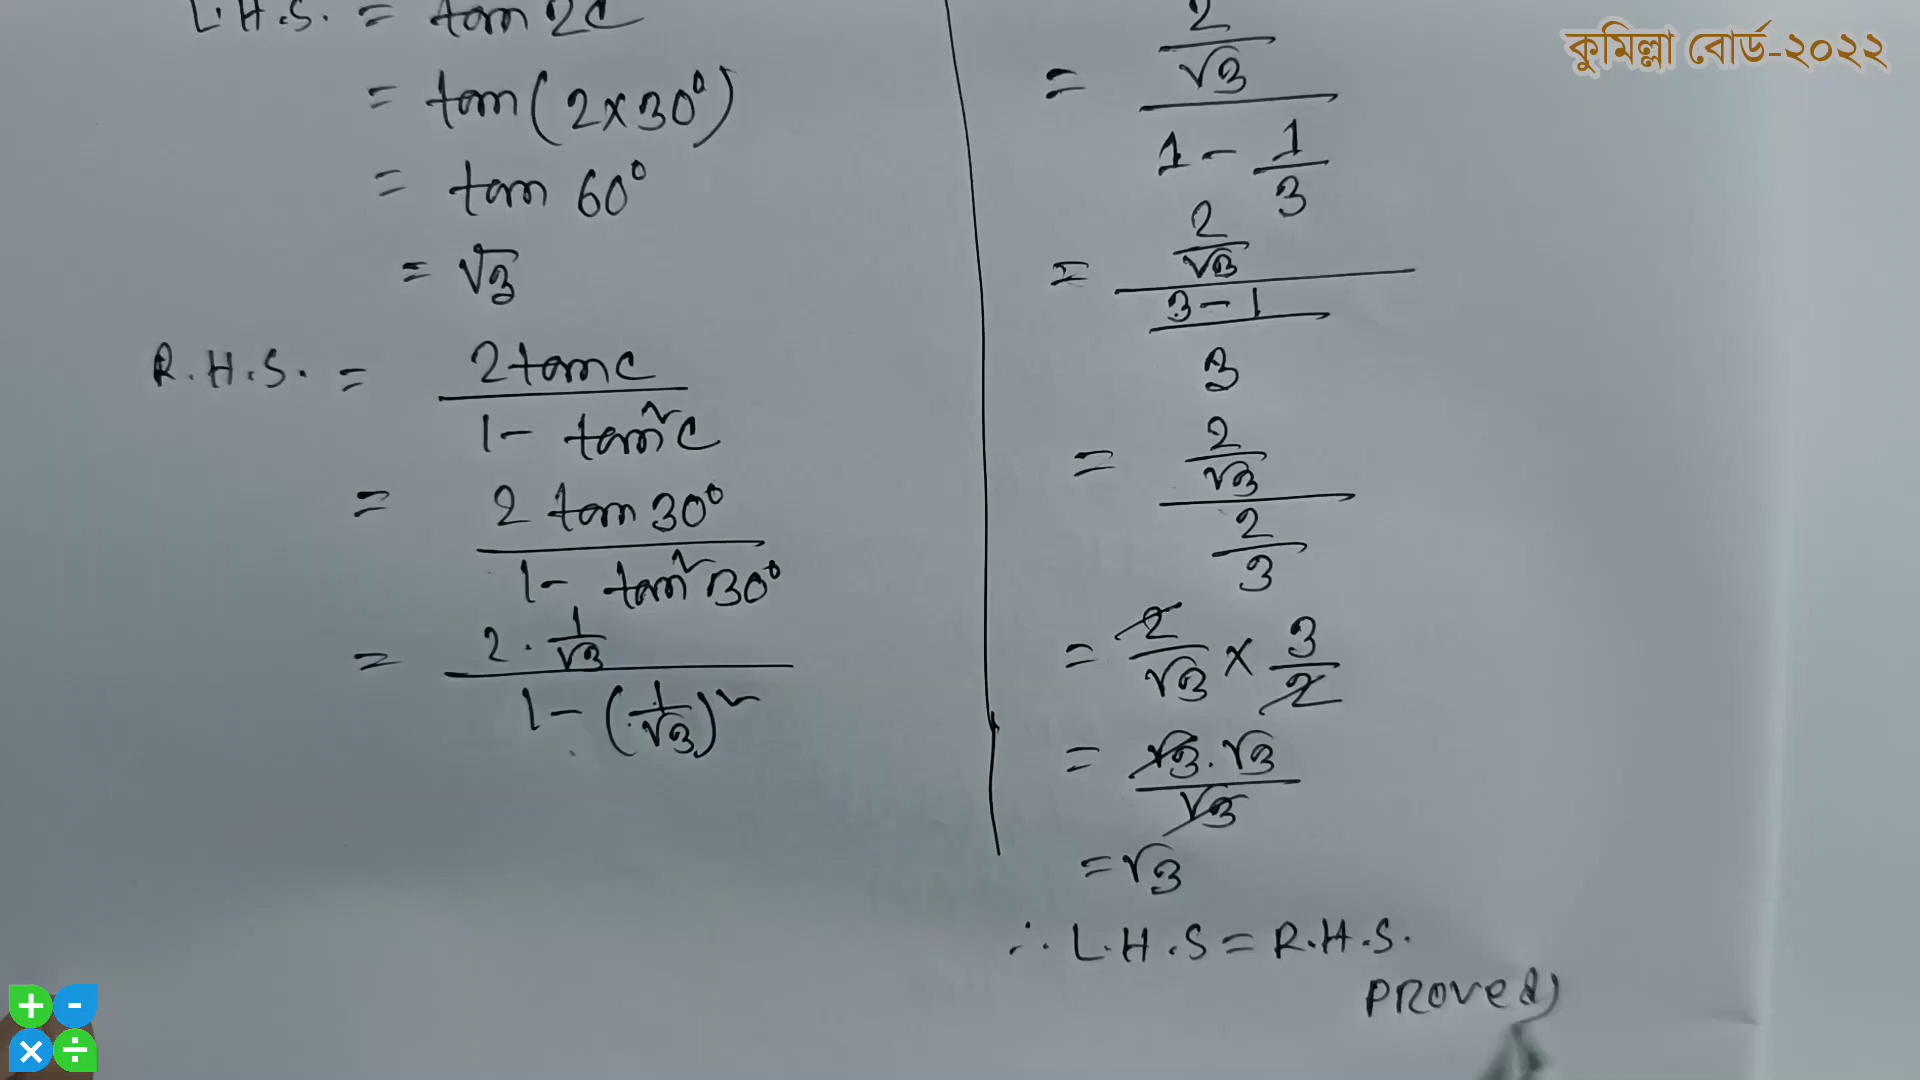 কুমিল্লা বোর্ড-২০২২
L.H.S. = tan 2C
= tan(2×30°)
= tan 60°
= √3
R.H.S. = 2tanC / (1 - tan²C)
= 2 tan 30° / (1 - tan²30°)
= 2 · 1/√3 / (1 - (1/√3)²)
= 2/√3 / (1 - 1/3)
= 2/√3 / ((3-1)/3)
= 2/√3 / (2/3)
= 2/√3 × 3/2
= √3.√3 / √3
= √3
∴ L.H.S = R.H.S.
PROVED)
+ -
× ÷